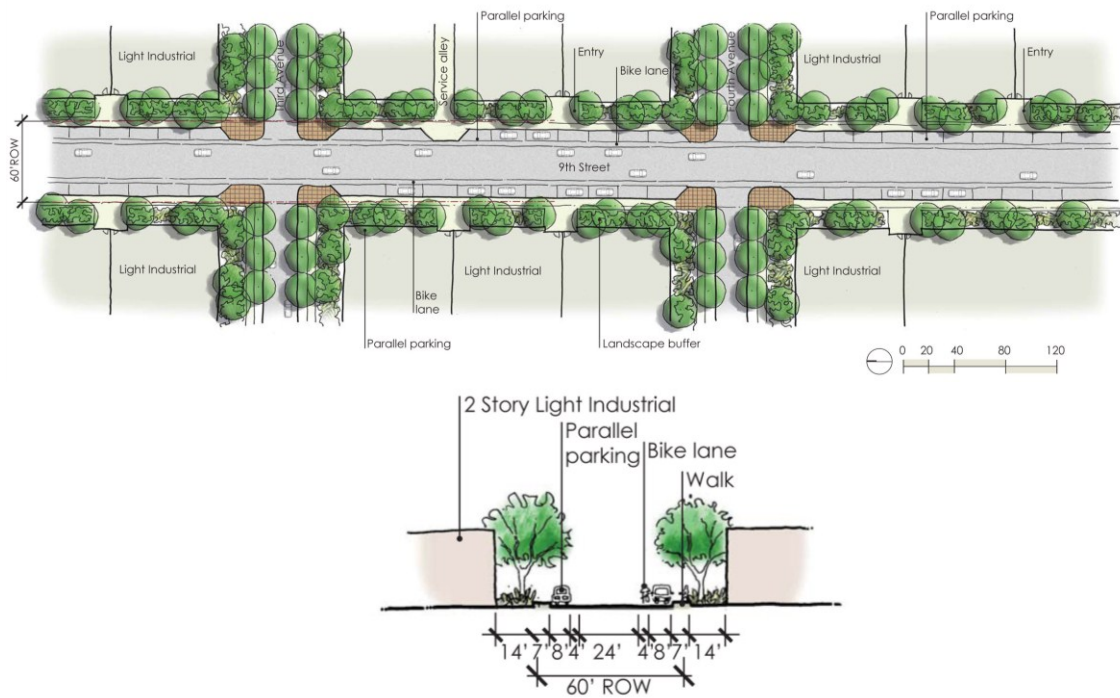 Parallel parking
Parallel parking
Light Industrial
Third Avenue
Service alley
Entry
Bike lane
Fourth Avenue
Light Industrial
Entry
60' ROW
9th Street
Light Industrial
Light Industrial
Light Industrial
Bike
lane
Parallel parking
Landscape buffer
0 20 40 80 120
2 Story Light Industrial
Parallel
parking
Bike lane
Walk
14' 7' 8' 4' 24' 4' 8' 7' 14'
60' ROW